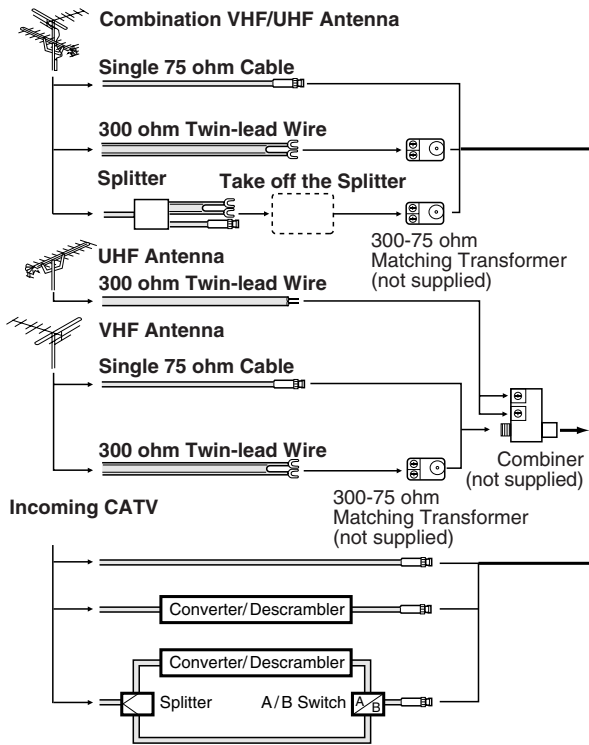 Combination VHF/UHF Antenna
Single 75 ohm Cable
300 ohm Twin-lead Wire
Splitter
Take off the Splitter
300-75 ohm
Matching Transformer
(not supplied)
UHF Antenna
300 ohm Twin-lead Wire
VHF Antenna
Single 75 ohm Cable
300 ohm Twin-lead Wire
Combiner
(not supplied)
300-75 ohm
Matching Transformer
(not supplied)
Incoming CATV
Converter/Descrambler
Converter/Descrambler
Splitter
A/B Switch
A
B